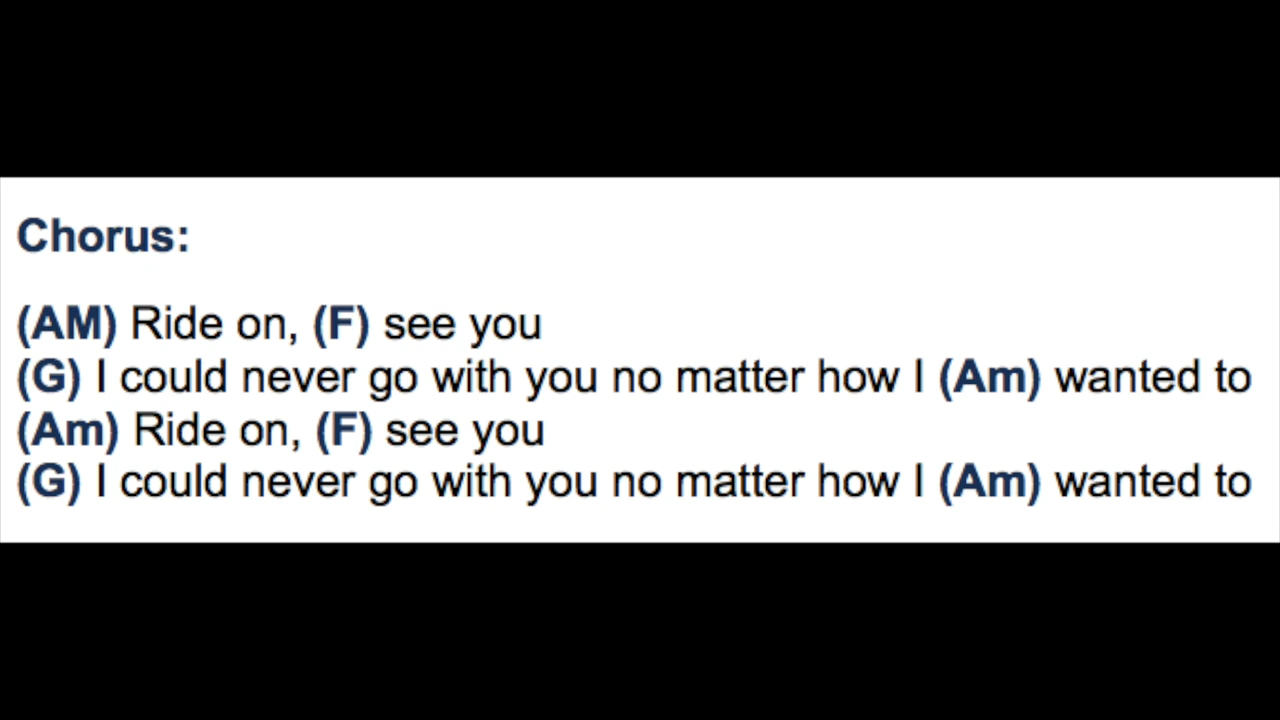 Chorus:
(AM) Ride on, (F) see you
(G) I could never go with you no matter how I (Am) wanted to
(Am) Ride on, (F) see you
(G) I could never go with you no matter how I (Am) wanted to